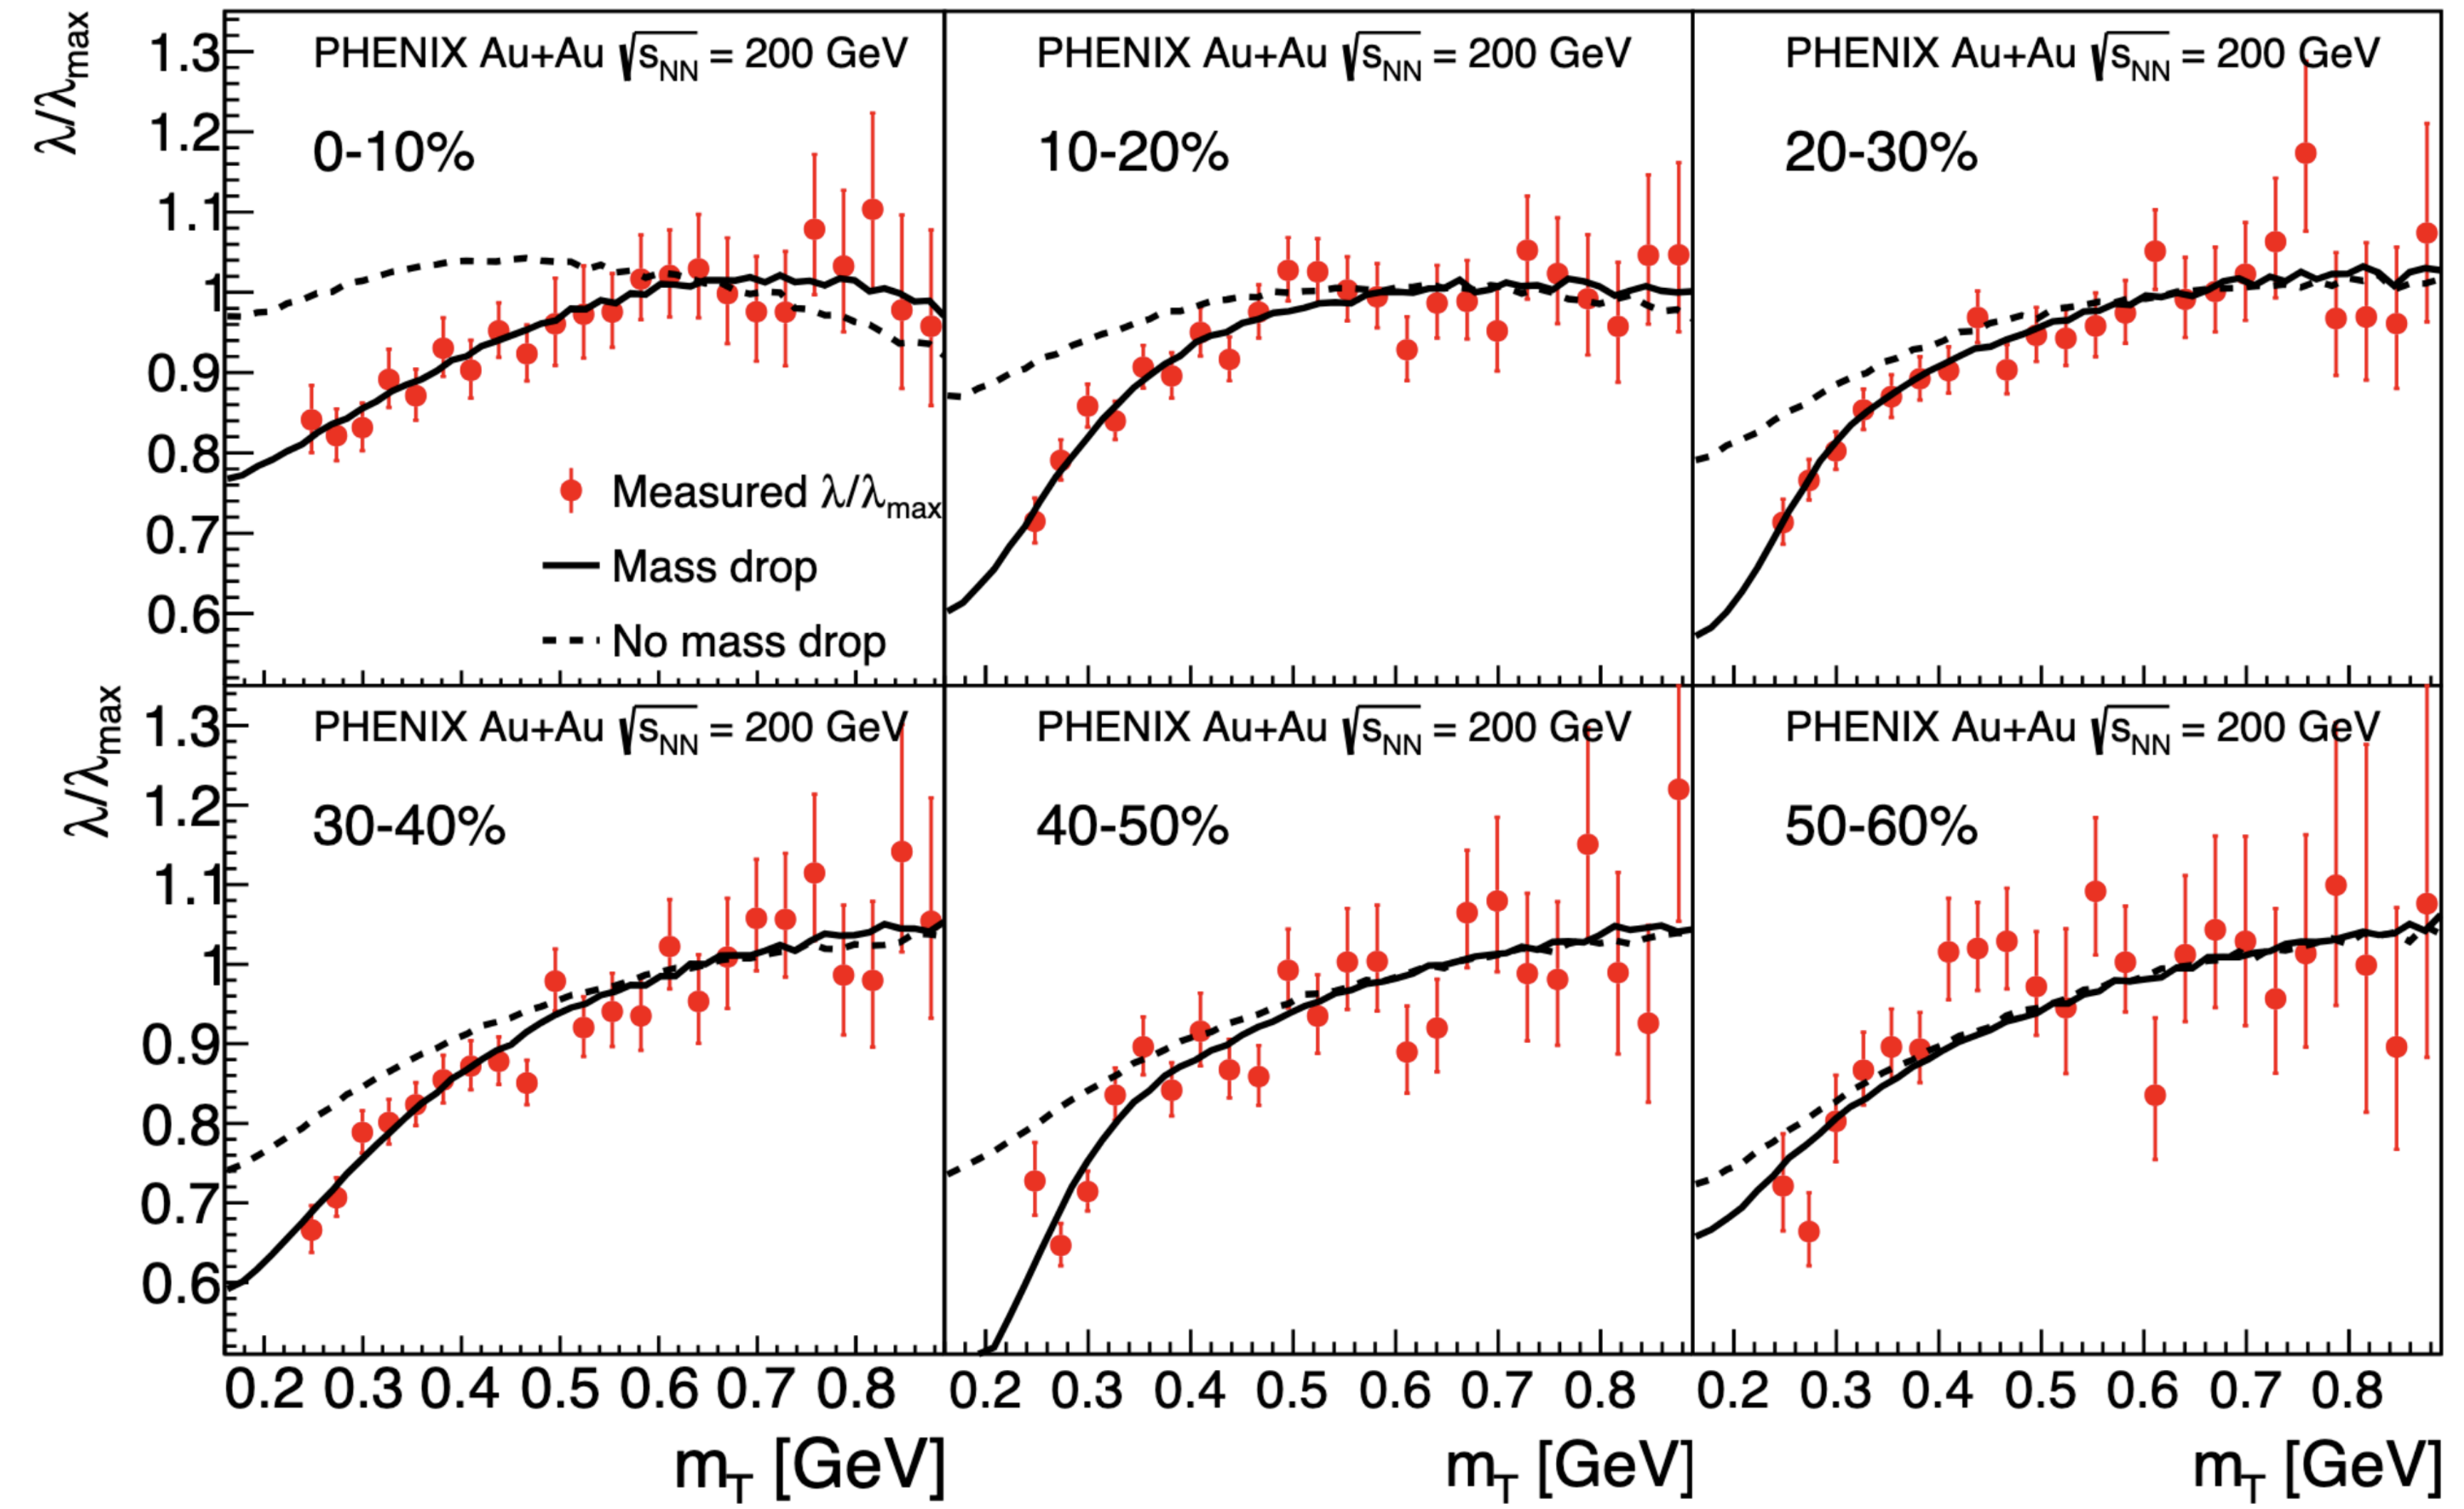 λ/λmax
1.3
1.2
1.1
1
0.9
0.8
0.7
0.6
PHENIX Au+Au √sNN = 200 GeV
0-10%
Measured λ/λmax
Mass drop
No mass drop
PHENIX Au+Au √sNN = 200 GeV
10-20%
PHENIX Au+Au √sNN = 200 GeV
20-30%
λ/λmax
1.3
1.2
1.1
1
0.9
0.8
0.7
0.6
PHENIX Au+Au √sNN = 200 GeV
30-40%
PHENIX Au+Au √sNN = 200 GeV
40-50%
PHENIX Au+Au √sNN = 200 GeV
50-60%
0.2 0.3 0.4 0.5 0.6 0.7 0.8
0.2 0.3 0.4 0.5 0.6 0.7 0.8
0.2 0.3 0.4 0.5 0.6 0.7 0.8
mT [GeV]
mT [GeV]
mT [GeV]